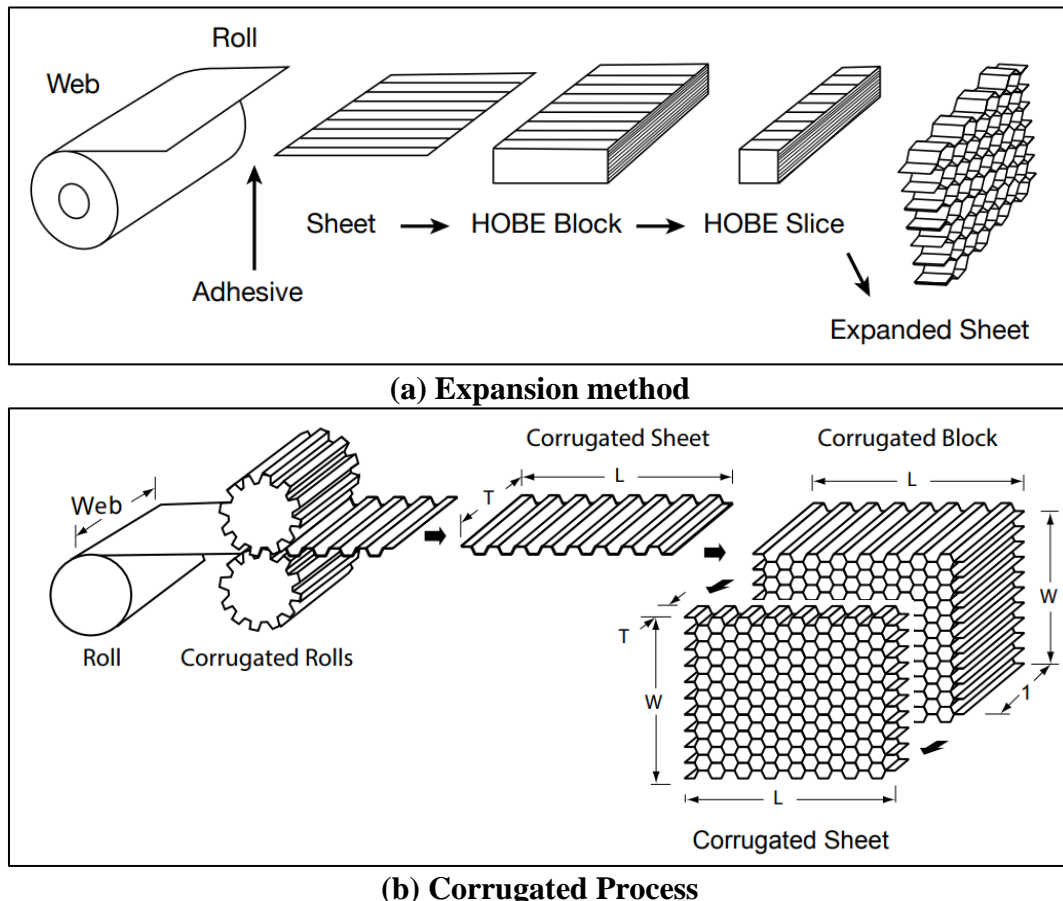 Roll
Web
Sheet
HOBE Block
HOBE Slice
Adhesive
Expanded Sheet
(a) Expansion method
Corrugated Sheet
Corrugated Block
L
L
Web
T
W
T
W
1
Roll
Corrugated Rolls
L
Corrugated Sheet
(b) Corrugated Process